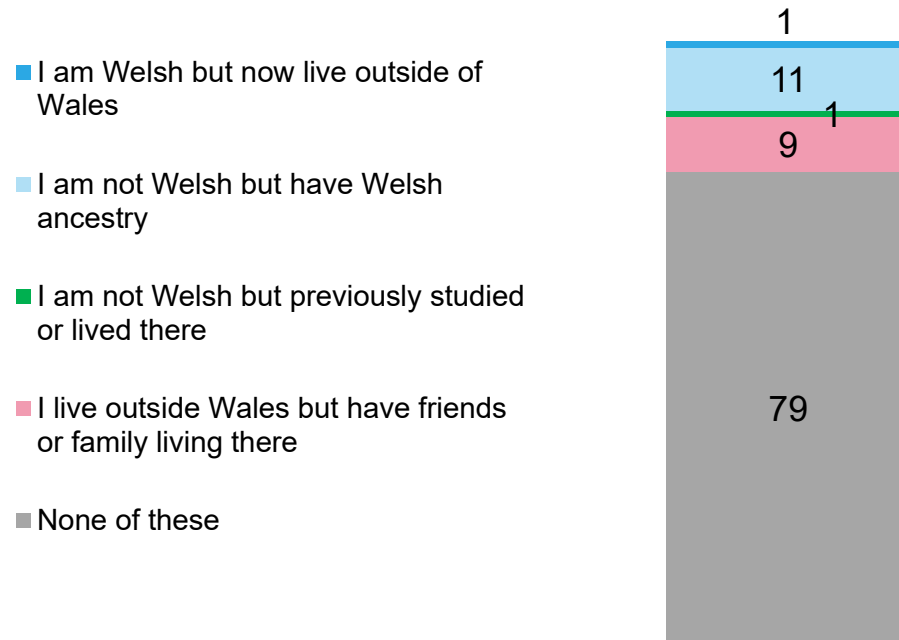 I am Welsh but now live outside of
Wales
I am not Welsh but have Welsh
ancestry
I am not Welsh but previously studied
or lived there
I live outside Wales but have friends
or family living there
None of these
1
11
1
9
79